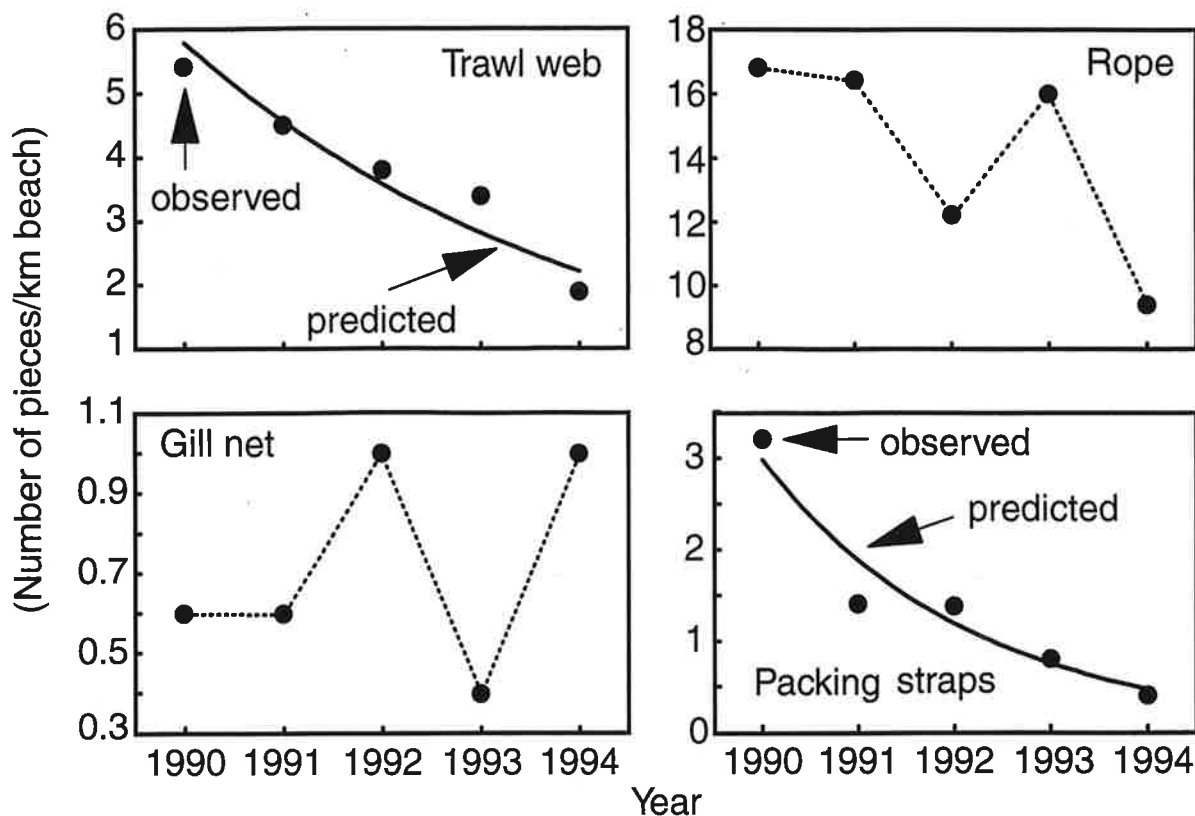 (Number of pieces/km beach)
6
5
4
3
2
1
Trawl web
observed
predicted
18
16
14
12
10
8
Rope
1.1
0.9
0.7
0.5
0.3
Gill net
1990 1991 1992 1993 1994
3
2
1
0
observed
predicted
Packing straps
1990 1991 1992 1993 1994
Year